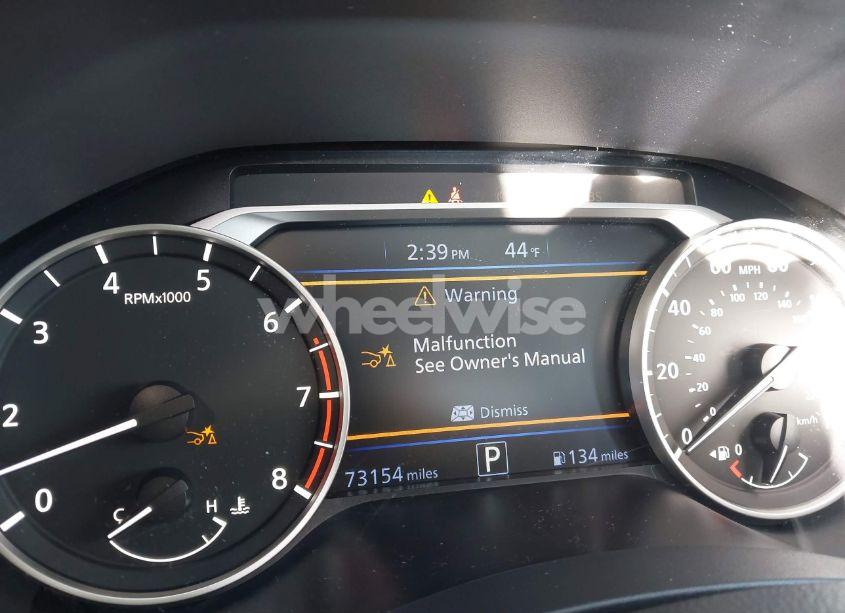 2:39 PM 44°F
Warning
wheelwise
Malfunction
See Owner's Manual
Dismiss
73154 miles P 134 miles
RPMx1000
0 2 3 4 5 6 7 8
C H
MPH
0 20 40 60 80
0 20 40 60 80 100 120 140
km/h
0